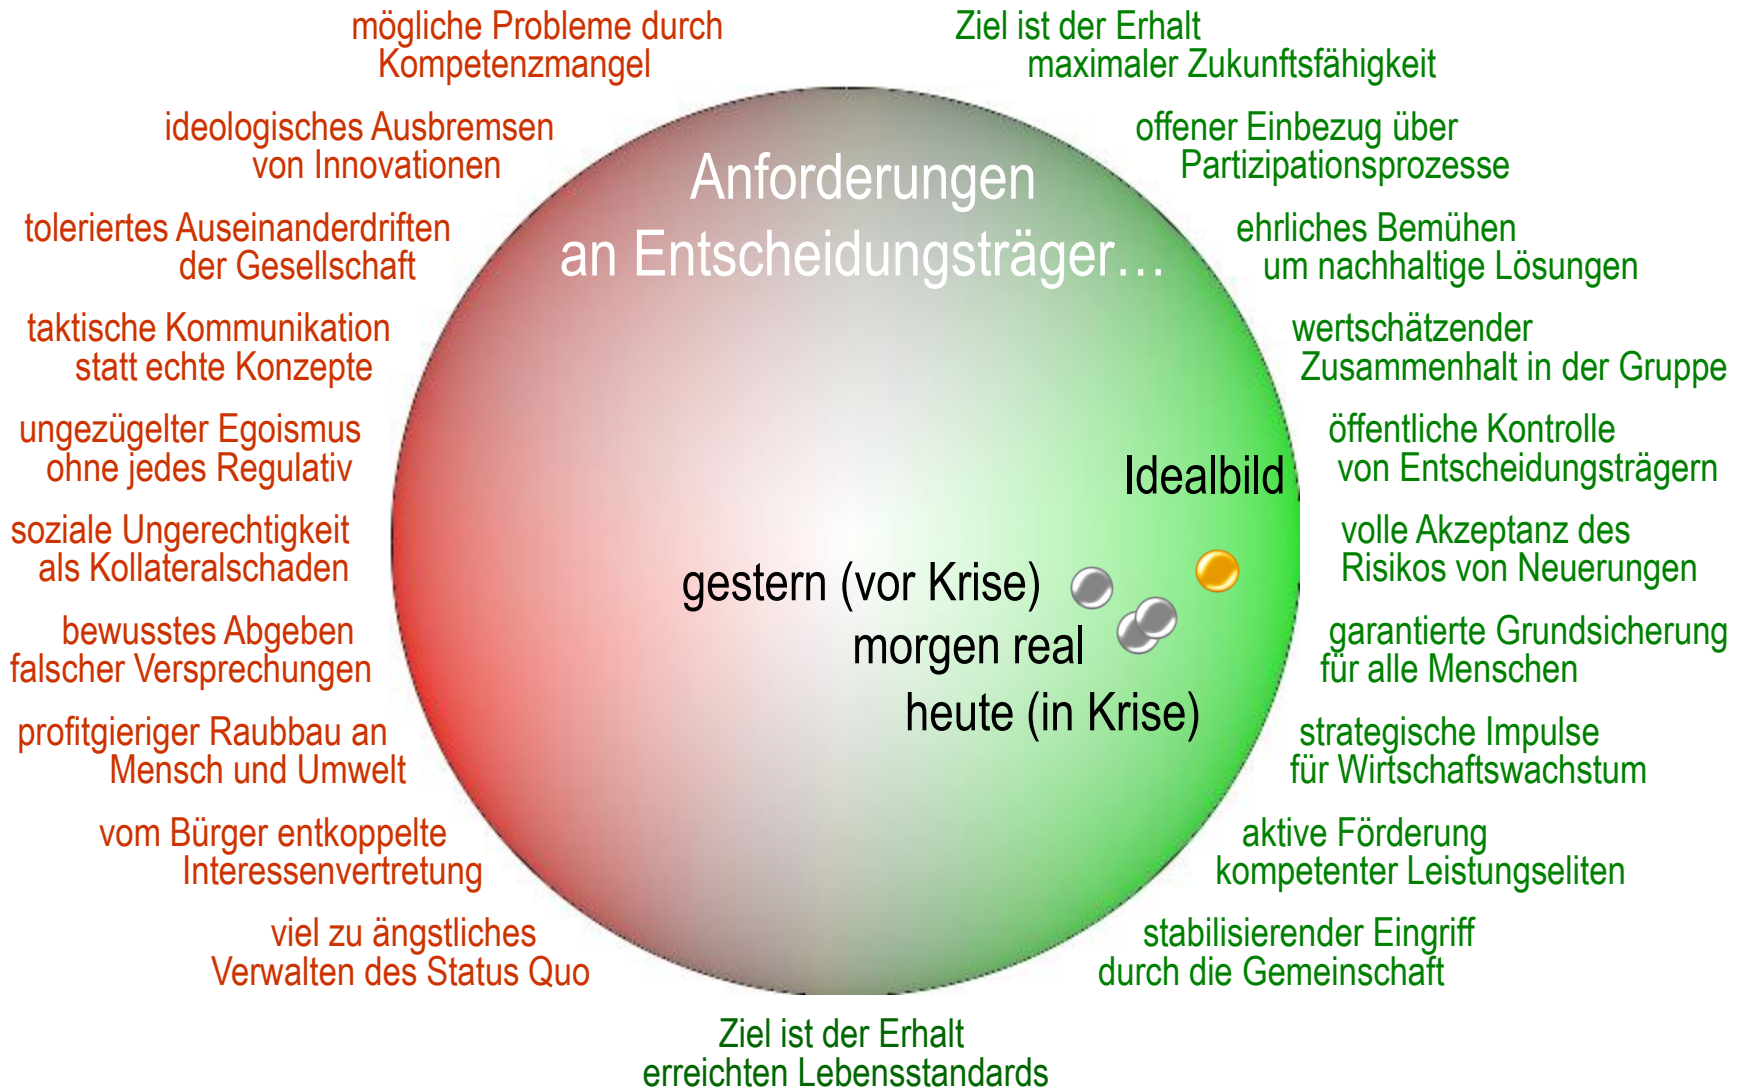 mögliche Probleme durch
Kompetenzmangel
ideologisches Ausbremsen
von Innovationen
toleriertes Auseinanderdriften
der Gesellschaft
taktische Kommunikation
statt echte Konzepte
ungezügelter Egoismus
ohne jedes Regulativ
soziale Ungerechtigkeit
als Kollateralschaden
bewusstes Abgeben
falscher Versprechungen
profitgieriger Raubbau an
Mensch und Umwelt
vom Bürger entkoppelte
Interessenvertretung
viel zu ängstliches
Verwalten des Status Quo
Anforderungen
an Entscheidungsträger…
Idealbild
gestern (vor Krise)
morgen real
heute (in Krise)
Ziel ist der Erhalt
maximaler Zukunftsfähigkeit
offener Einbezug über
Partizipationsprozesse
ehrliches Bemühen
um nachhaltige Lösungen
wertschätzender
Zusammenhalt in der Gruppe
öffentliche Kontrolle
von Entscheidungsträgern
volle Akzeptanz des
Risikos von Neuerungen
garantierte Grundsicherung
für alle Menschen
strategische Impulse
für Wirtschaftswachstum
aktive Förderung
kompetenter Leistungseliten
stabilisierender Eingriff
durch die Gemeinschaft
Ziel ist der Erhalt
erreichten Lebensstandards